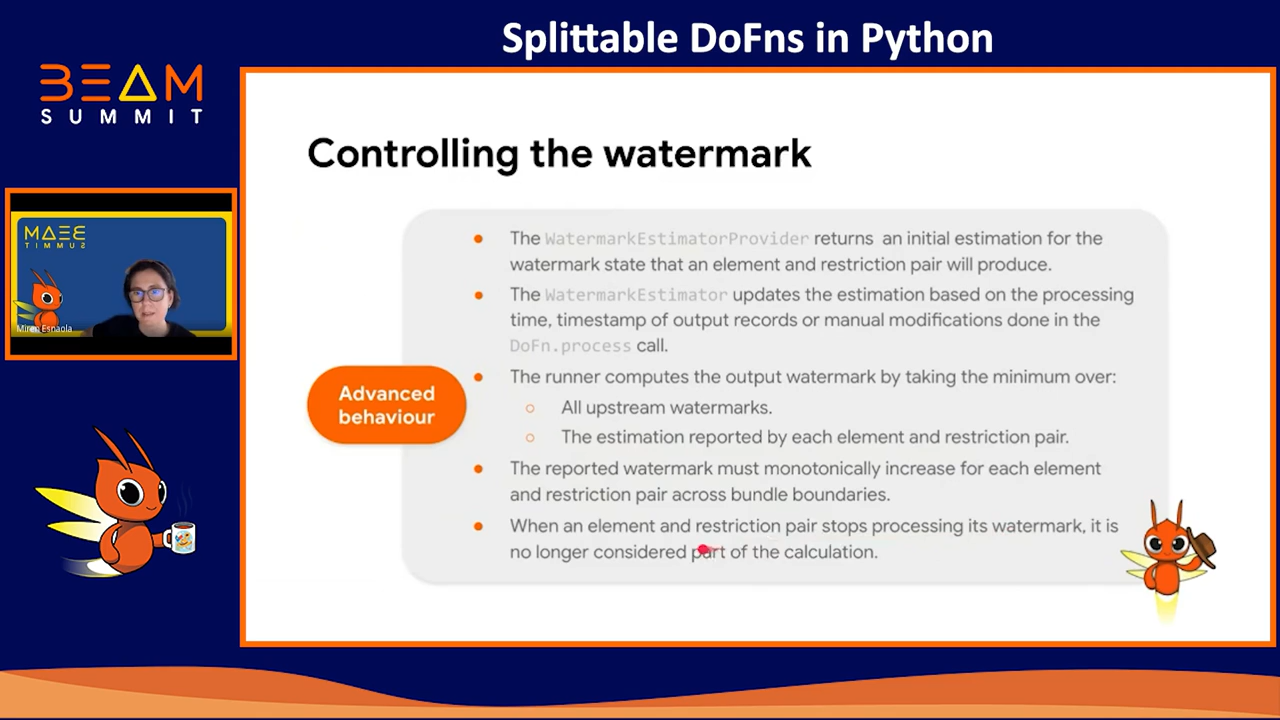 Splittable DoFns in Python
BEAM
SUMMIT
Controlling the watermark
The WatermarkEstimatorProvider returns an initial estimation for the
watermark state that an element and restriction pair will produce.
The WatermarkEstimator updates the estimation based on the processing
time, timestamp of output records or manual modifications done in the
DoFn.process call.
Advanced
behaviour
The runner computes the output watermark by taking the minimum over:
All upstream watermarks.
The estimation reported by each element and restriction pair.
The reported watermark must monotonically increase for each element
and restriction pair across bundle boundaries.
When an element and restriction pair stops processing its watermark, it is
no longer considered part of the calculation.
BEAM
SUMMIT
Miren Esnaola